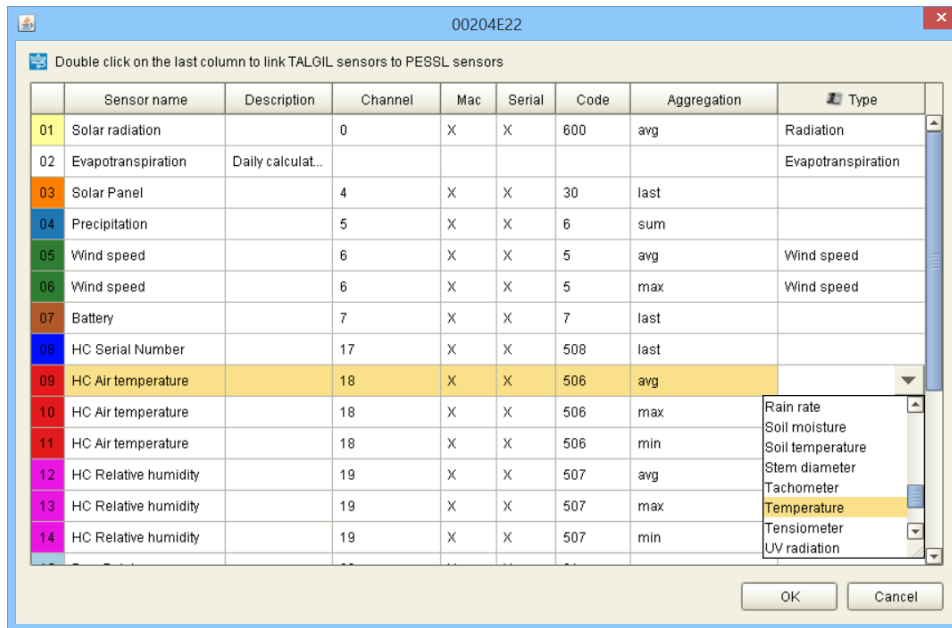 00204E22
Double click on the last column to link TALGIL sensors to PESSL sensors
Sensor name Description Channel Mac Serial Code Aggregation Type
01 Solar radiation 0 X X 600 avg Radiation
02 Evapotranspiration Daily calculat... Evapotranspiration
03 Solar Panel 4 X X 30 last
04 Precipitation 5 X X 6 sum
05 Wind speed 6 X X 5 avg Wind speed
06 Wind speed 6 X X 5 max Wind speed
07 Battery 7 X X 7 last
08 HC Serial Number 17 X X 508 last
09 HC Air temperature 18 X X 506 avg
10 HC Air temperature 18 X X 506 max
11 HC Air temperature 18 X X 506 min
12 HC Relative humidity 19 X X 507 avg
13 HC Relative humidity 19 X X 507 max
14 HC Relative humidity 19 X X 507 min
Rain rate
Soil moisture
Soil temperature
Stem diameter
Tachometer
Temperature
Tensiometer
UV radiation
OK Cancel